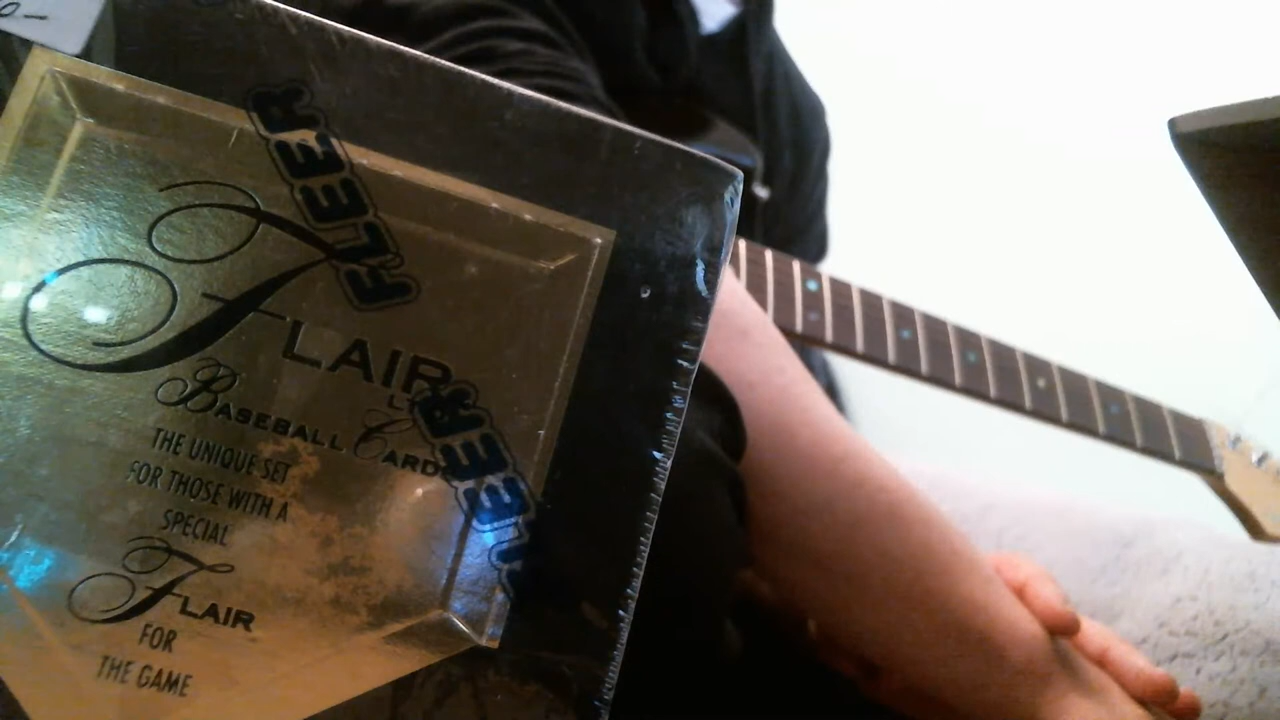 FLEER
FLAIR
BASEBALL CARDS
FLEER
THE UNIQUE SET
FOR THOSE WITH A
SPECIAL
FLAIR
FOR
THE GAME